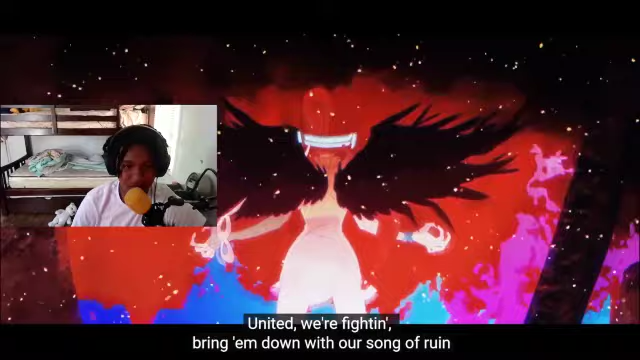 United, we're fightin',
bring 'em down with our song of ruin